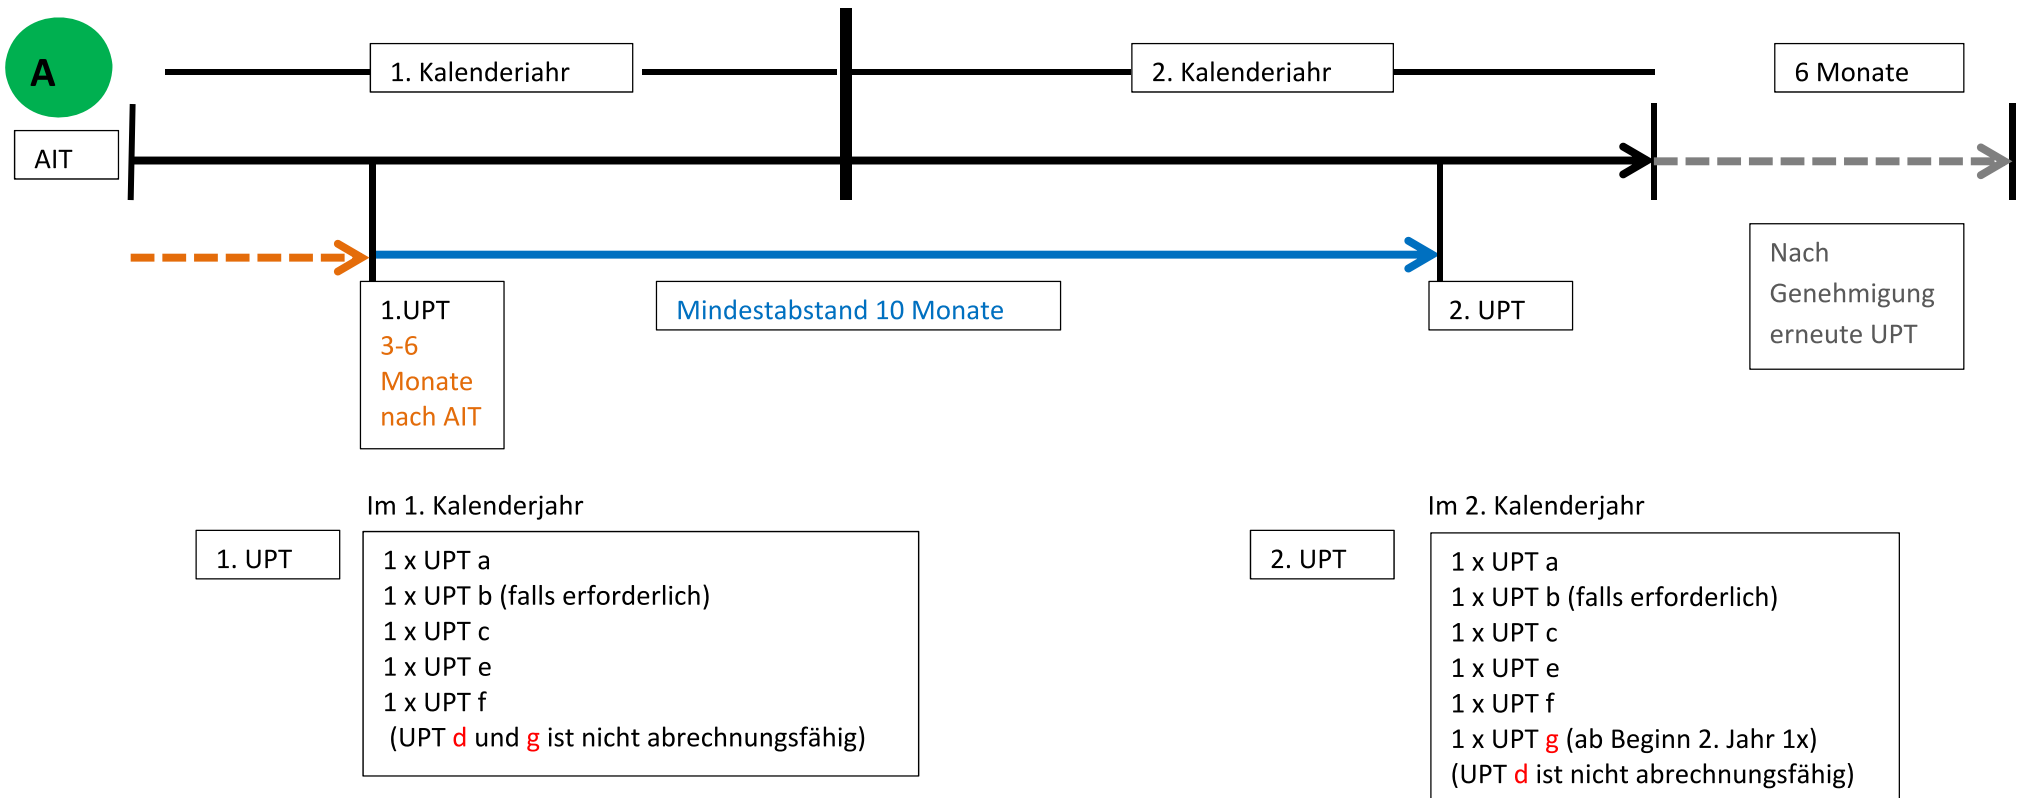 A
1. Kalenderjahr
2. Kalenderjahr
6 Monate
AIT
1.UPT
3-6
Monate
nach AIT
Mindestabstand 10 Monate
2. UPT
Nach
Genehmigung
erneute UPT
Im 1. Kalenderjahr
1. UPT
1 x UPT a
1 x UPT b (falls erforderlich)
1 x UPT c
1 x UPT e
1 x UPT f
(UPT d und g ist nicht abrechnungsfähig)
Im 2. Kalenderjahr
2. UPT
1 x UPT a
1 x UPT b (falls erforderlich)
1 x UPT c
1 x UPT e
1 x UPT f
1 x UPT g (ab Beginn 2. Jahr 1x)
(UPT d ist nicht abrechnungsfähig)